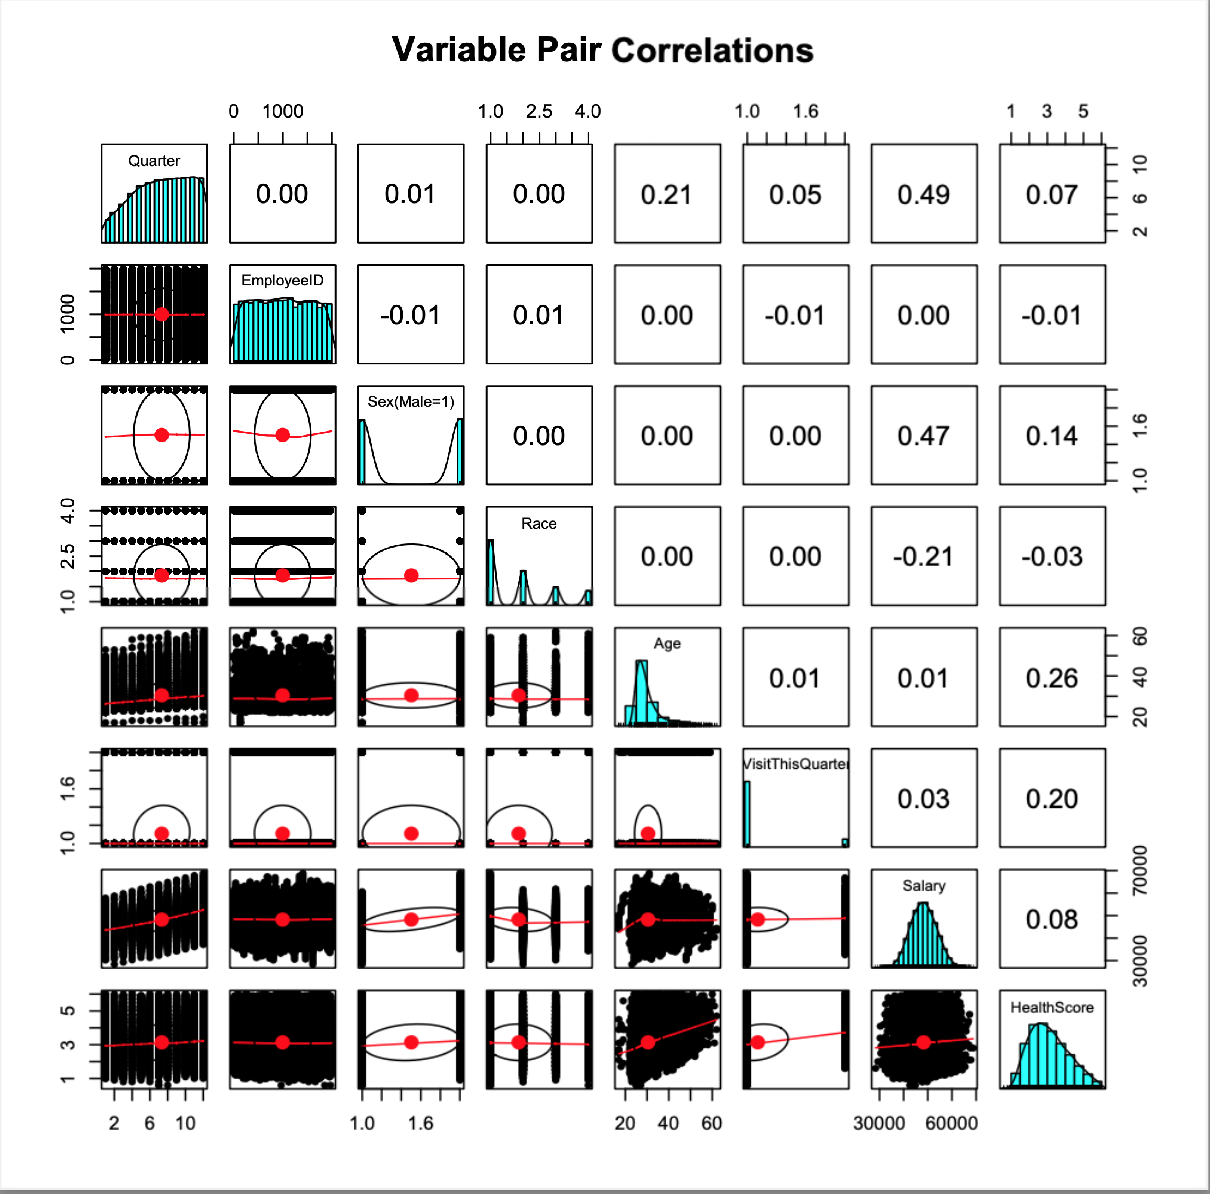 Variable Pair Correlations
0 1000 1.0 2.5 4.0 1.0 1.6 1 3 5
Quarter 0.00 0.01 0.00 0.21 0.05 0.49 0.07 2 6 10
0 1000 EmployeeID -0.01 0.01 0.00 -0.01 0.00 -0.01
Sex(Male=1) 0.00 0.00 0.00 0.47 0.14 1.0 1.6
1.0 2.5 4.0 Race 0.00 0.00 -0.21 -0.03
Age 0.01 0.01 0.26 20 40 60
1.0 1.6 VisitThisQuarter 0.03 0.20
Salary 0.08 30000 70000
1 3 5 HealthScore
2 6 10 1.0 1.6 20 40 60 30000 60000